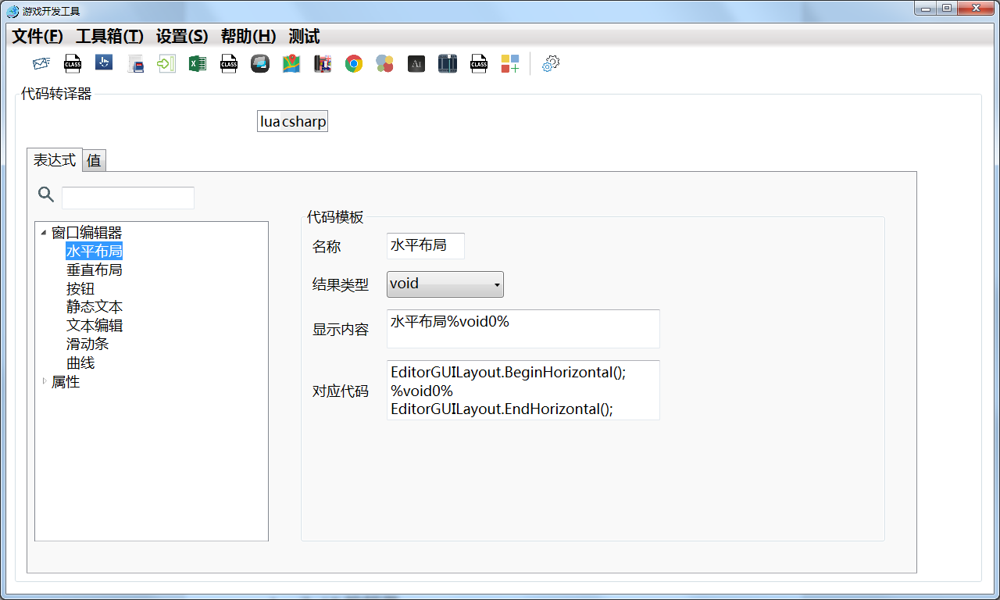 游戏开发工具
文件(F) 工具箱(T) 设置(S) 帮助(H) 测试
CLASS CLASS Ai CLASS
代码转译器
lua csharp
表达式 值
窗口编辑器
水平布局
垂直布局
按钮
静态文本
文本编辑
滑动条
曲线
属性
代码模板
名称 水平布局
结果类型 void
显示内容 水平布局%void0%
对应代码 EditorGUILayout.BeginHorizontal();
%void0%
EditorGUILayout.EndHorizontal();